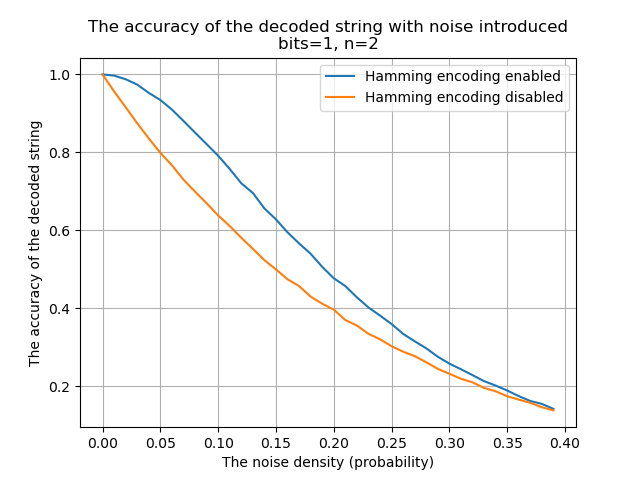 The accuracy of the decoded string with noise introduced
bits=1, n=2
Hamming encoding enabled
Hamming encoding disabled
The accuracy of the decoded string
1.0
0.8
0.6
0.4
0.2
0.00 0.05 0.10 0.15 0.20 0.25 0.30 0.35 0.40
The noise density (probability)